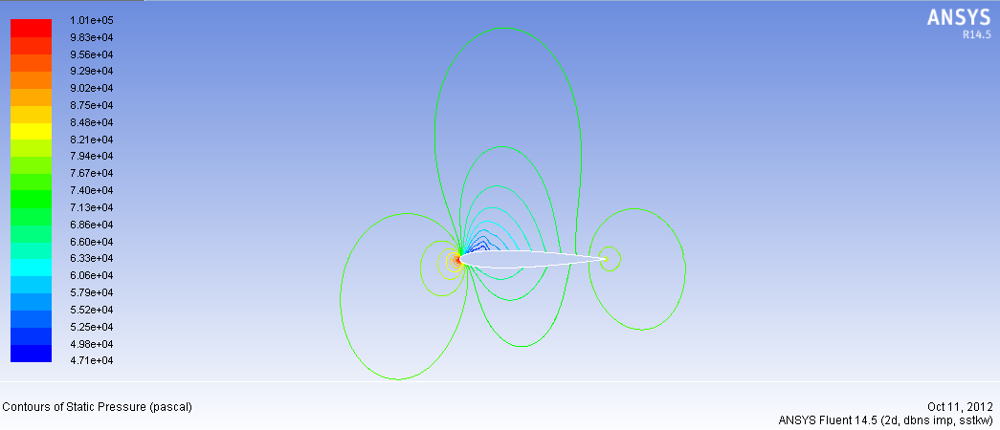 ANSYS
R14.5
1.01e+05
9.83e+04
9.56e+04
9.29e+04
9.02e+04
8.75e+04
8.48e+04
8.21e+04
7.94e+04
7.67e+04
7.40e+04
7.13e+04
6.86e+04
6.60e+04
6.33e+04
6.06e+04
5.79e+04
5.52e+04
5.25e+04
4.98e+04
4.71e+04
Contours of Static Pressure (pascal)
Oct 11, 2012
ANSYS Fluent 14.5 (2d, dbns imp, sstkw)